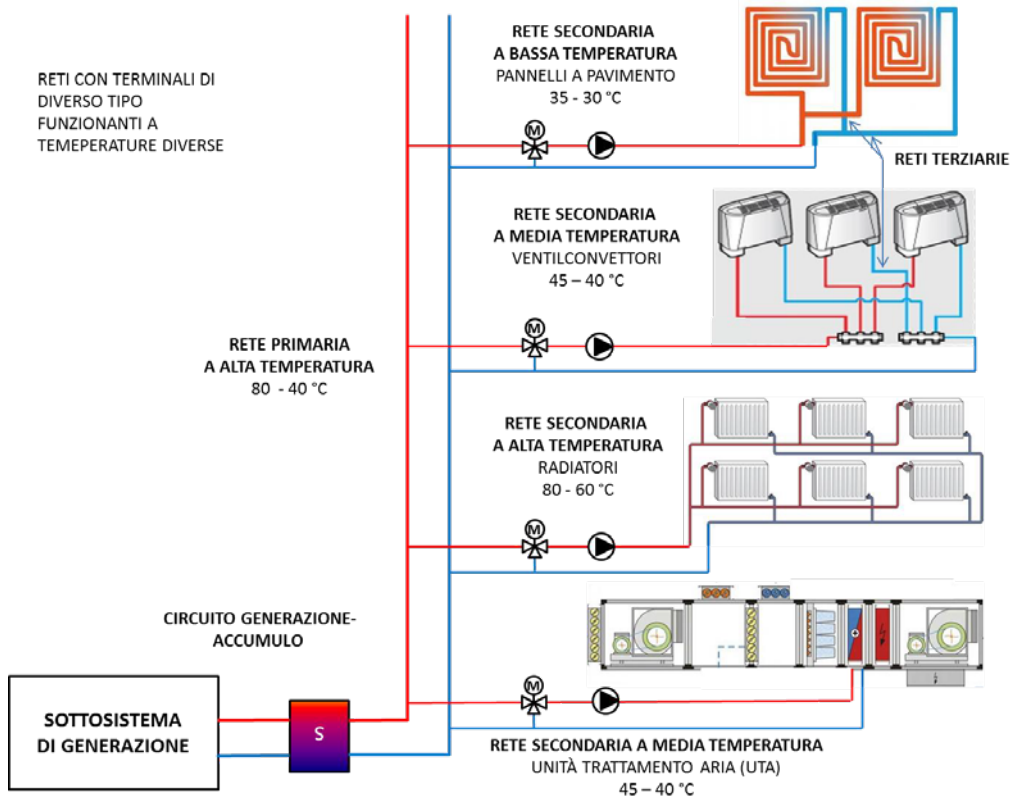 RETI CON TERMINALI DI
DIVERSO TIPO
FUNZIONANTI A
TEMEPERATURE DIVERSE
RETE SECONDARIA
A BASSA TEMPERATURA
PANNELLI A PAVIMENTO
35 - 30 °C
M
RETI TERZIARIE
RETE SECONDARIA
A MEDIA TEMPERATURA
VENTILCONVETTORI
45 – 40 °C
M
RETE PRIMARIA
A ALTA TEMPERATURA
80 - 40 °C
RETE SECONDARIA
A ALTA TEMPERATURA
RADIATORI
80 - 60 °C
M
CIRCUITO GENERAZIONE-
ACCUMULO
M
SOTTOSISTEMA
DI GENERAZIONE
S
RETE SECONDARIA A MEDIA TEMPERATURA
UNITÀ TRATTAMENTO ARIA (UTA)
45 – 40 °C